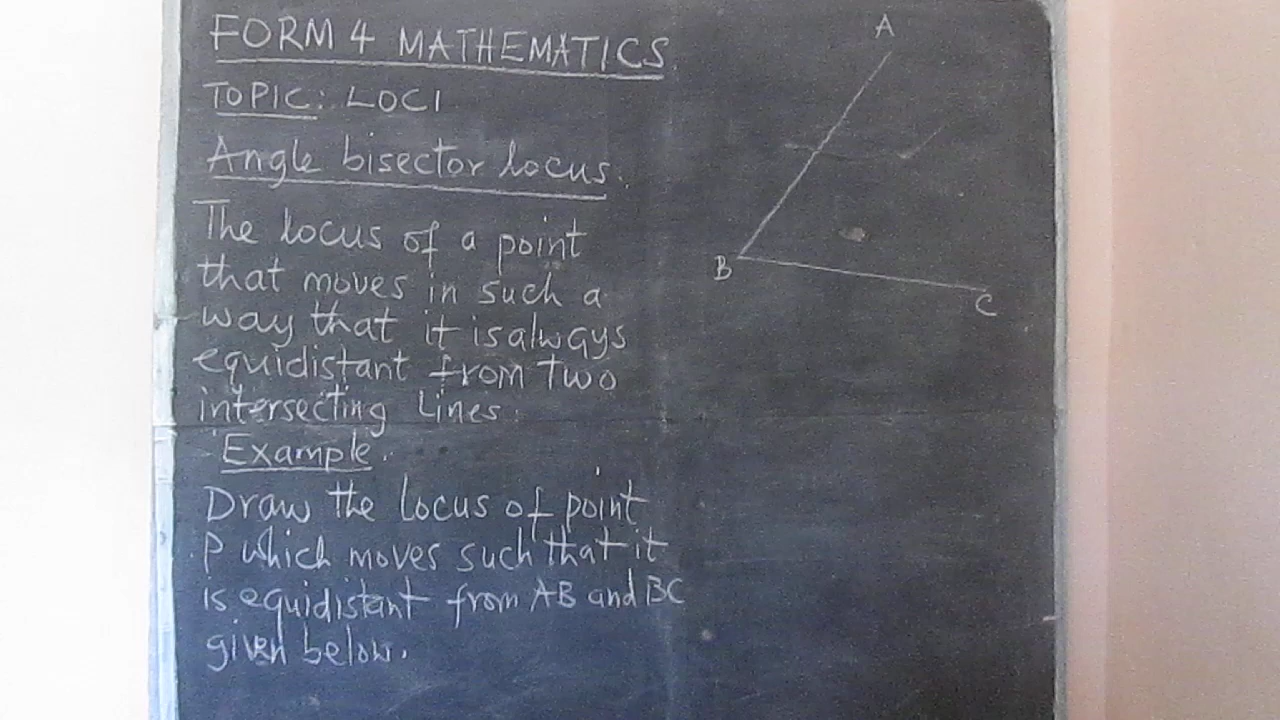 FORM 4 MATHEMATICS
TOPIC: LOCI
Angle bisector locus.
The locus of a point
that moves in such a
way that it is always
equidistant from two
intersecting Lines.
Example.
Draw the locus of point
P which moves such that it
is equidistant from AB and BC
given below.
A
B
C